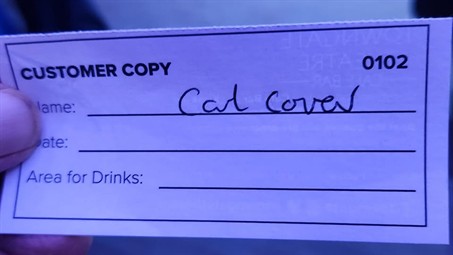 CUSTOMER COPY 0102
Name: Cat Cover
Date:
Area for Drinks: